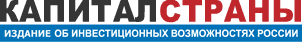 КАПИТАЛСТРАНЫ
ИЗДАНИЕ ОБ ИНВЕСТИЦИОННЫХ ВОЗМОЖНОСТЯХ РОССИИ